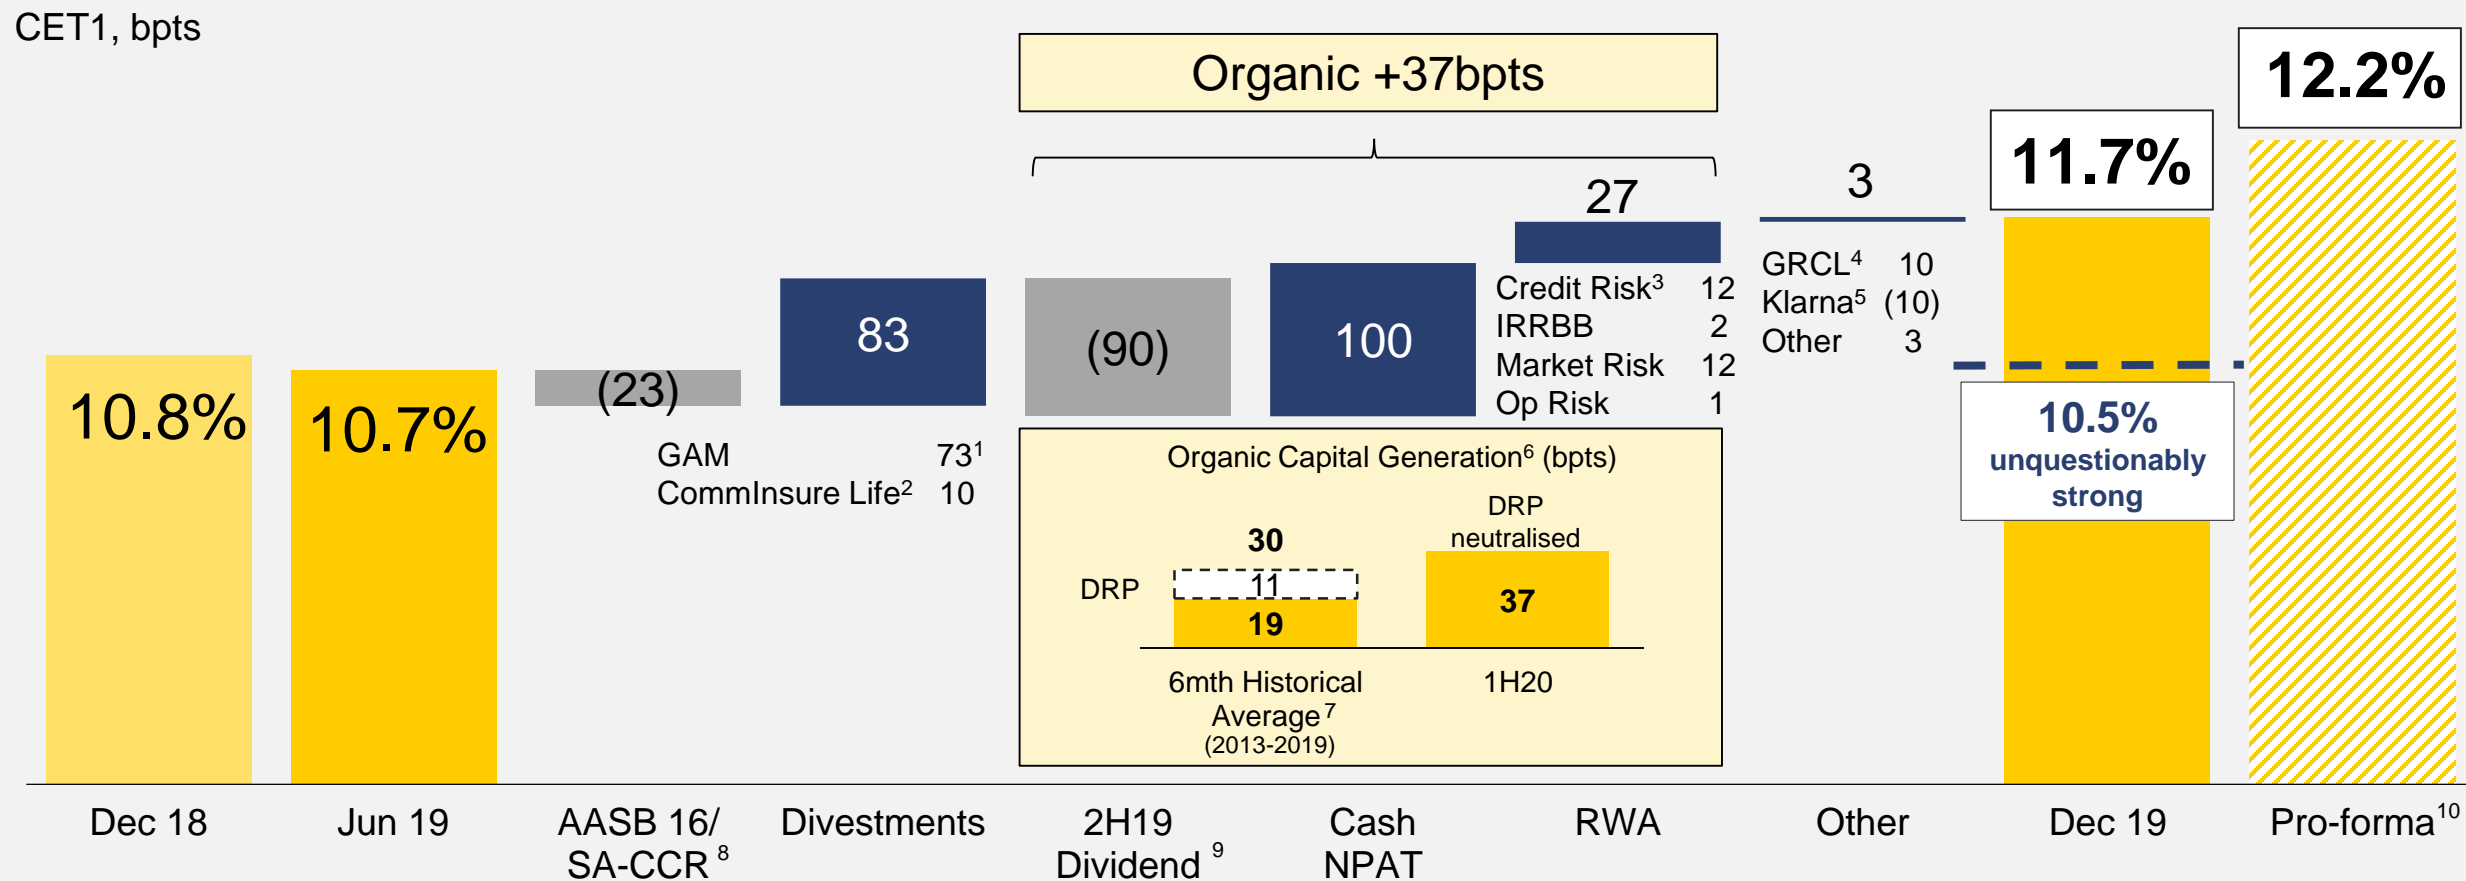 CET1, bpts
Organic +37bpts
12.2%
11.7%
10.8%
10.7%
(23)
GAM 73¹
CommInsure Life² 10
83
(90)
100
27
Credit Risk³ 12
IRRBB 2
Market Risk 12
Op Risk 1
3
GRCL⁴ 10
Klarna⁵ (10)
Other 3
10.5%
unquestionably
strong
Organic Capital Generation⁶ (bpts)
DRP
neutralised
30
DRP
11
19
37
6mth Historical
Average⁷
(2013-2019)
1H20
Dec 18
Jun 19
AASB 16/
SA-CCR ⁸
Divestments
2H19
Dividend ⁹
Cash
NPAT
RWA
Other
Dec 19
Pro-forma¹⁰